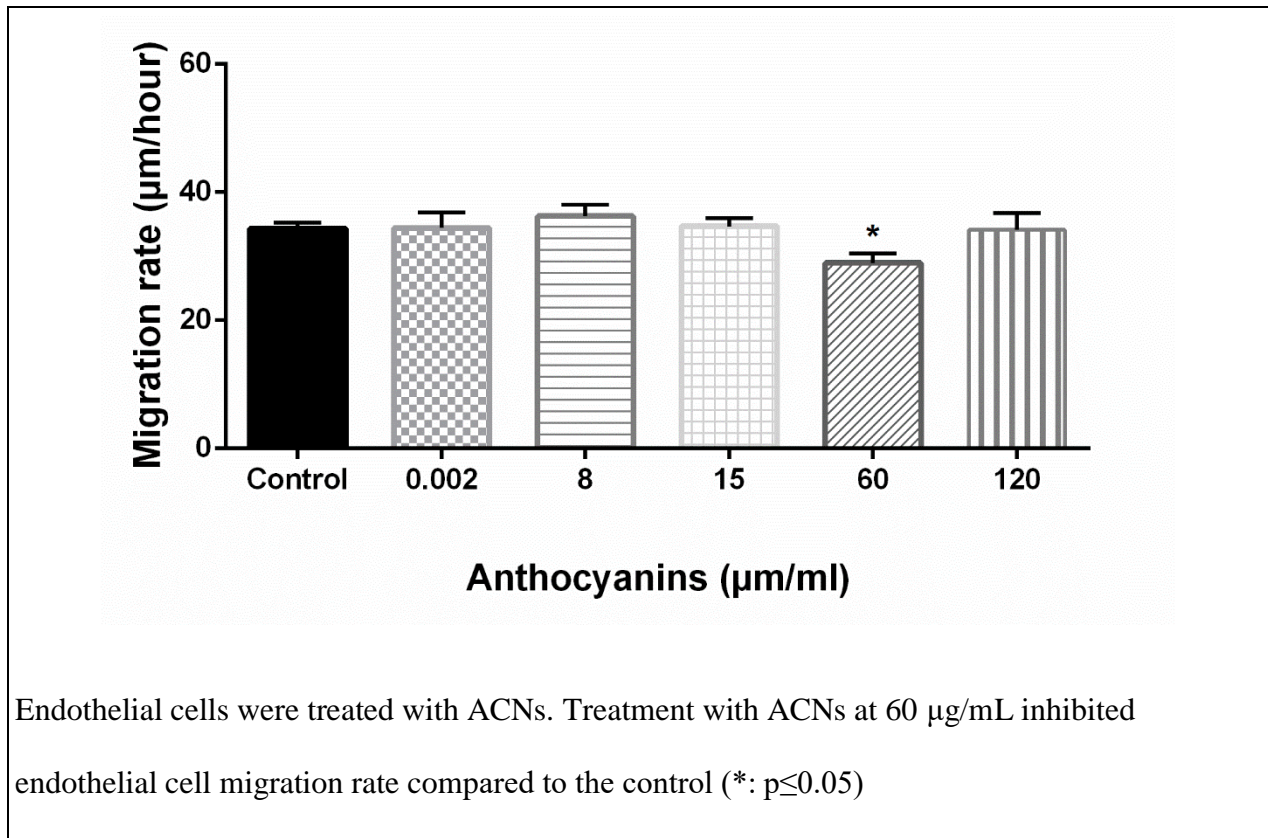 60
40
20
0
Migration rate (µm/hour)
*
Control 0.002 8 15 60 120
Anthocyanins (µm/ml)
Endothelial cells were treated with ACNs. Treatment with ACNs at 60 µg/mL inhibited
endothelial cell migration rate compared to the control (*: p≤0.05)